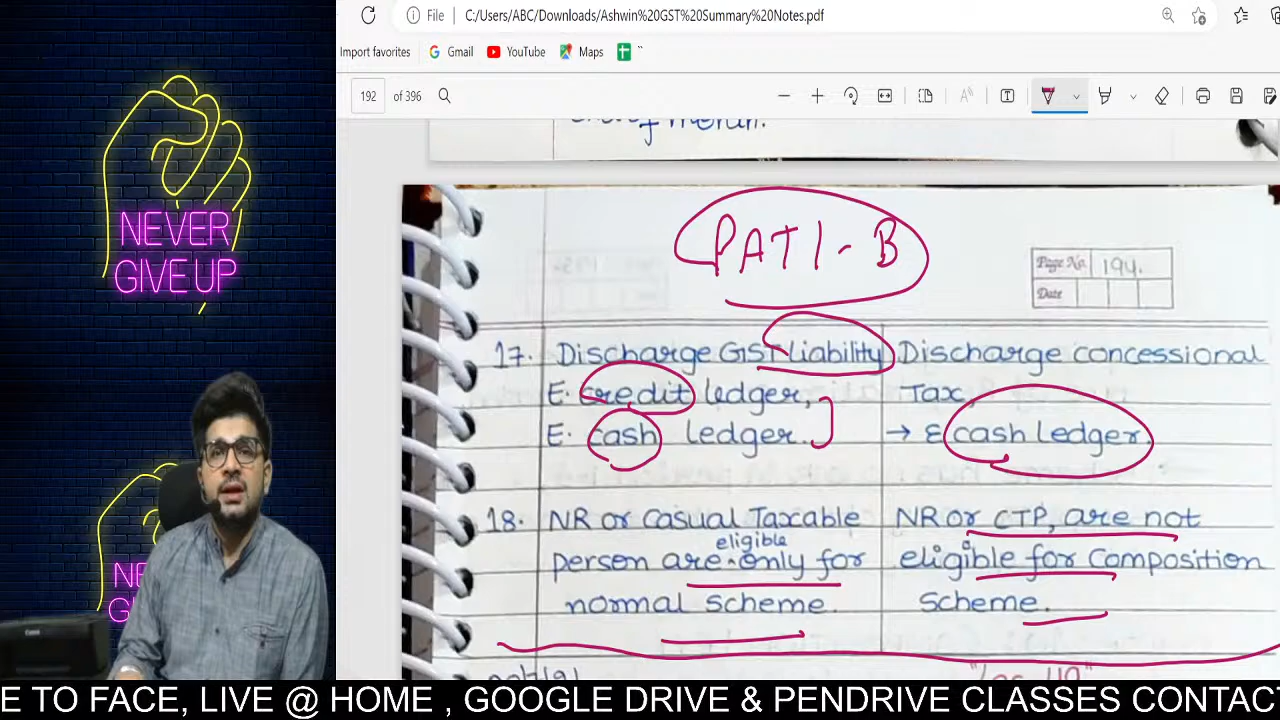 File | C:/Users/ABC/Downloads/Ashwin%20GST%20Summary%20Notes.pdf
Import favorites Gmail YouTube Maps
192 of 396
PATI-B
Page No. 194.
Date
17. Discharge GST liability
E. credit ledger,
E. cash ledger.
Discharge concessional
Tax,
→ E cash ledger.
18. NR or Casual Taxable
eligible
person are only for
normal scheme.
NR or CTP, are not
eligible for composition
scheme.
NEVER
GIVE UP
NE
E TO FACE, LIVE @ HOME , GOOGLE DRIVE & PENDRIVE CLASSES CONTAC